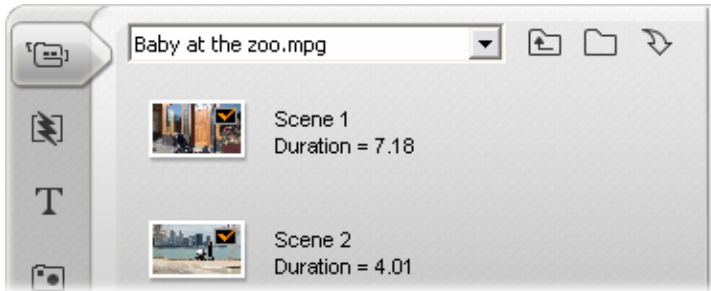 Baby at the zoo.mpg
Scene 1
Duration = 7.18
T
Scene 2
Duration = 4.01